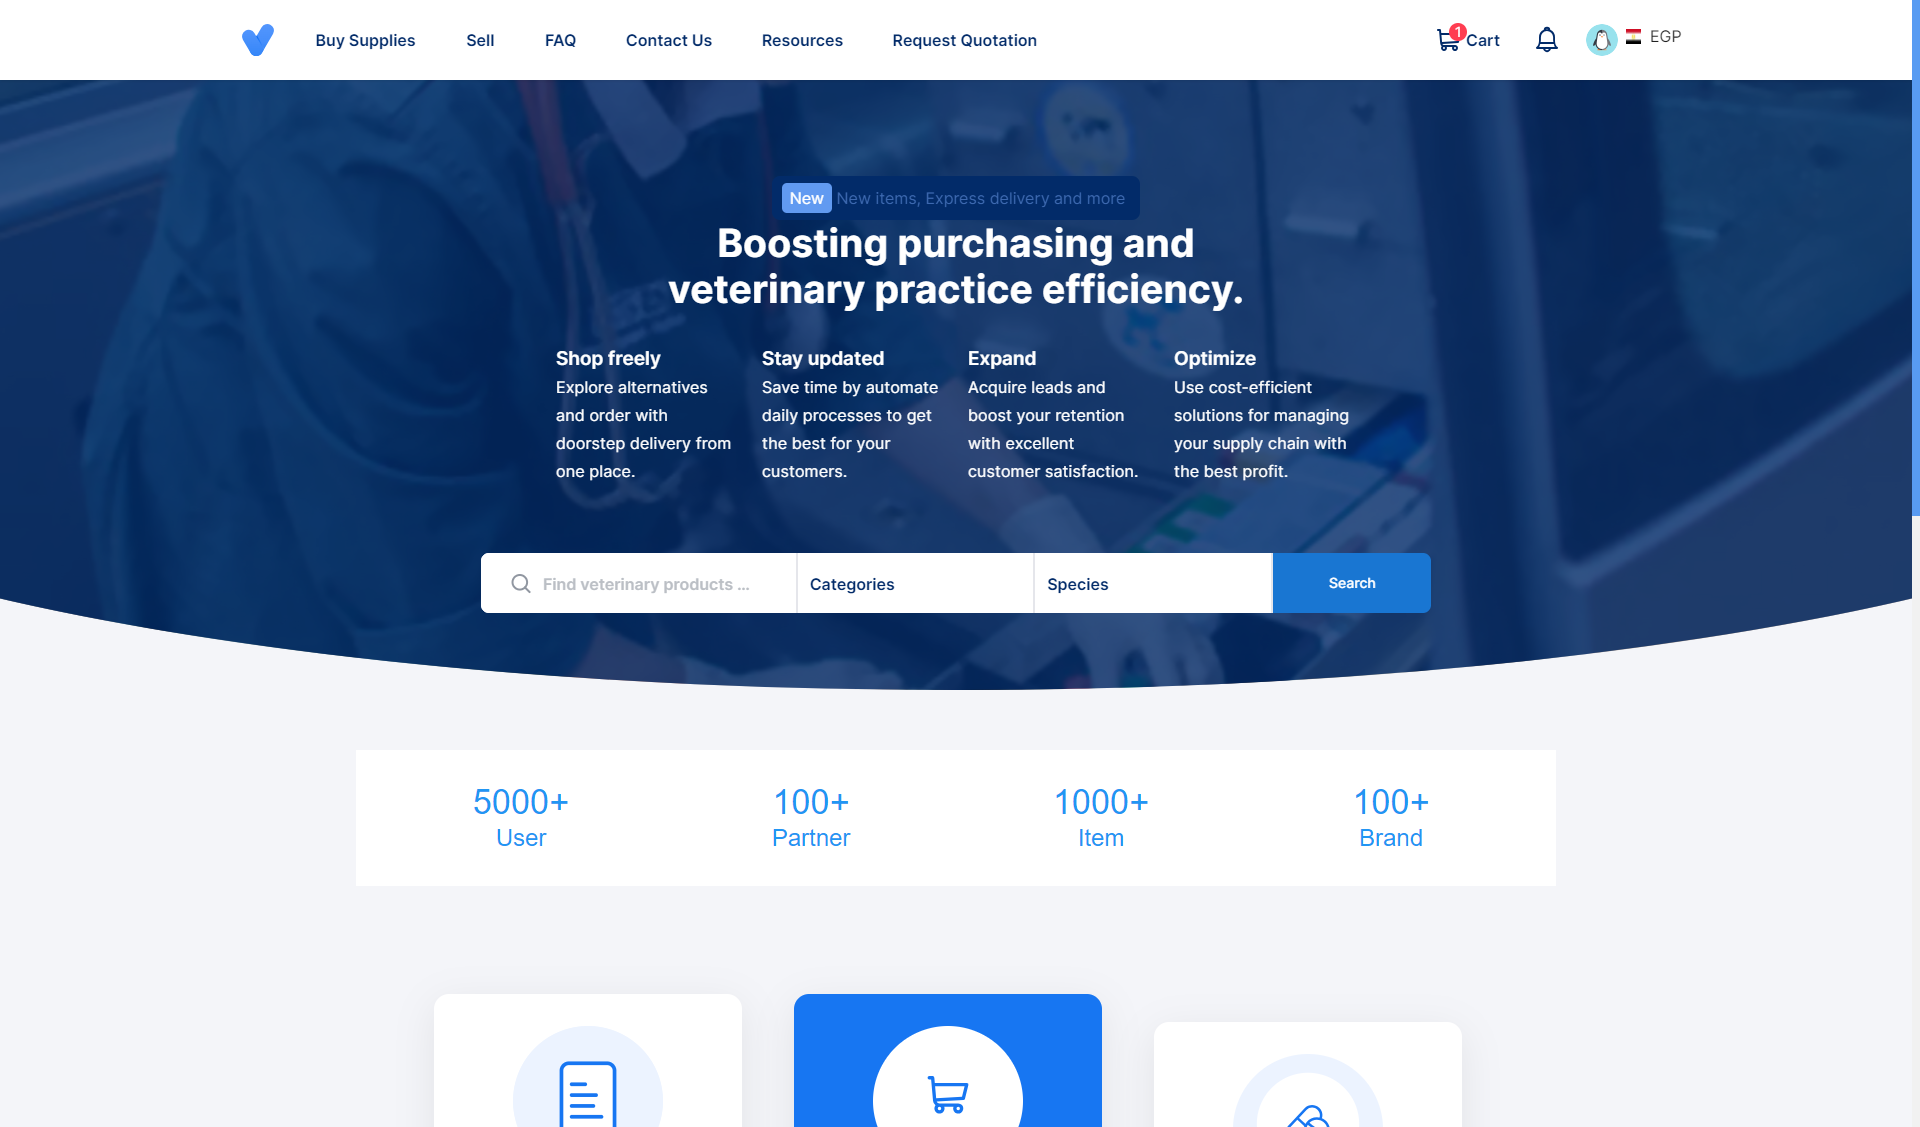 Buy Supplies
Sell
FAQ
Contact Us
Resources
Request Quotation
1
Cart
EGP
New New items, Express delivery and more
Boosting purchasing and
veterinary practice efficiency.
Shop freely
Explore alternatives
and order with
doorstep delivery from
one place.
Stay updated
Save time by automate
daily processes to get
the best for your
customers.
Expand
Acquire leads and
boost your retention
with excellent
customer satisfaction.
Optimize
Use cost-efficient
solutions for managing
your supply chain with
the best profit.
Find veterinary products ...
Categories
Species
Search
5000+
User
100+
Partner
1000+
Item
100+
Brand